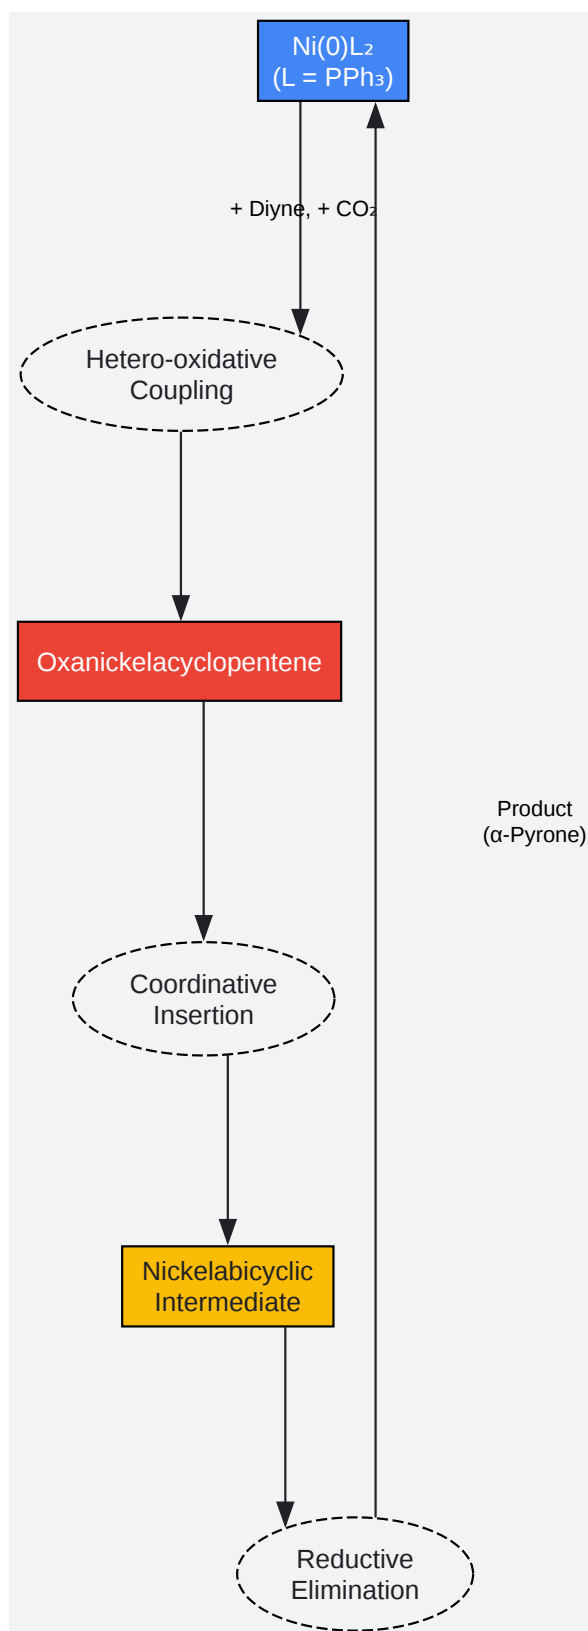 Ni(0)L₂
(L = PPh₃)
+ Diyne, + CO₂
Hetero-oxidative
Coupling
Oxanickelacyclopentene
Product
(α-Pyrone)
Coordinative
Insertion
Nickelabicyclic
Intermediate
Reductive
Elimination